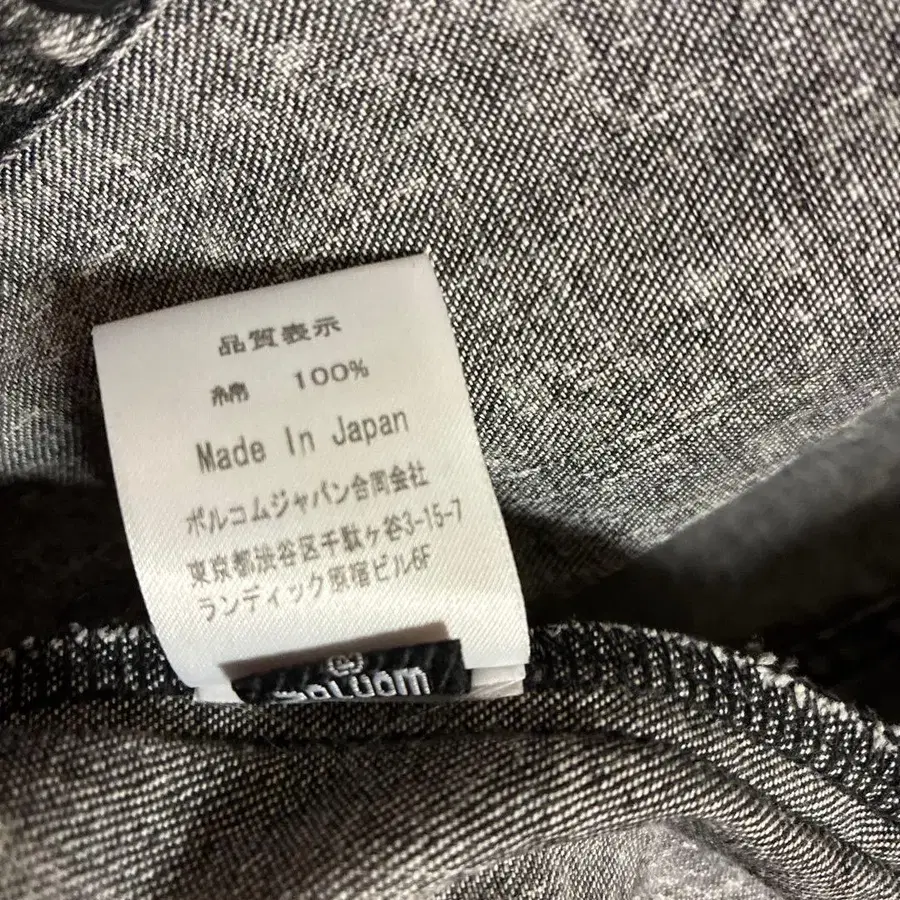 品質表示
綿 100%
Made In Japan
ボルコムジャパン合同会社
東京都渋谷区千駄ヶ谷3-15-7
ランディック原宿ビル6F